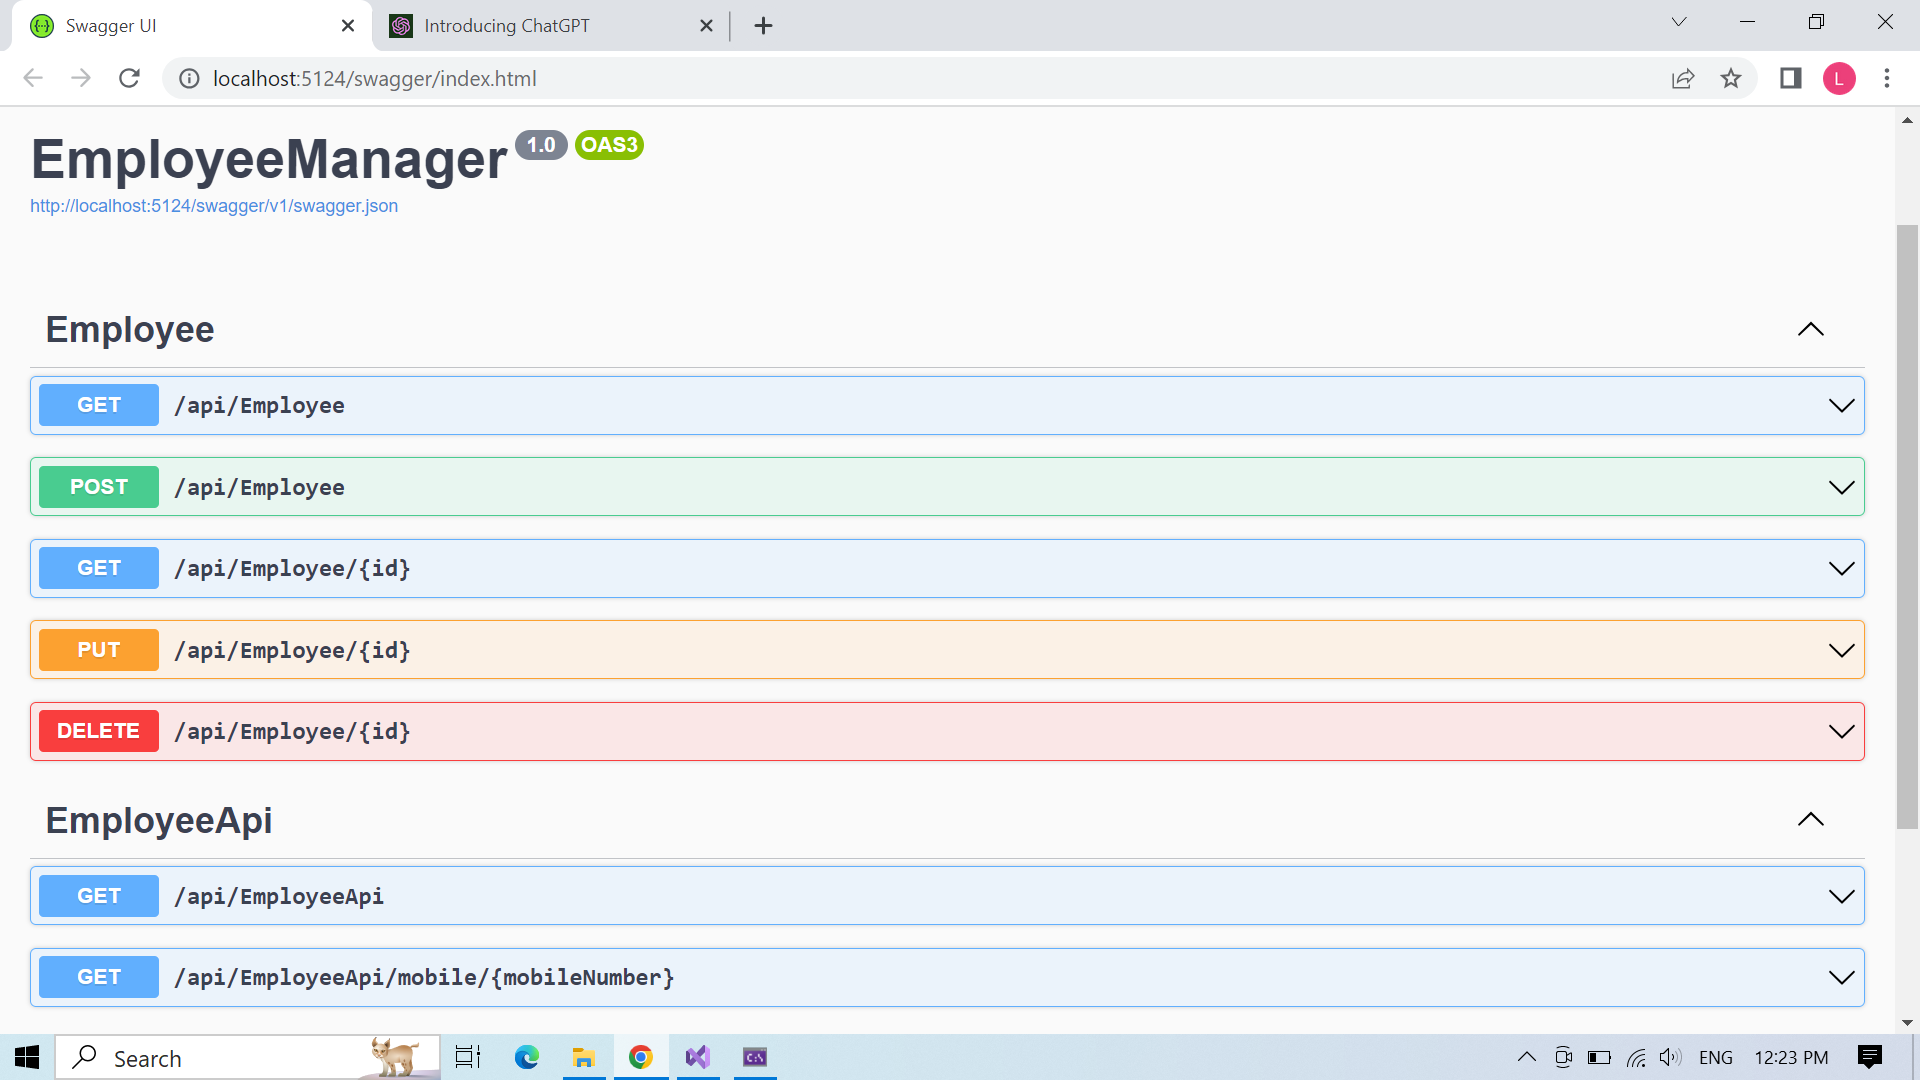 Swagger UI
Introducing ChatGPT
localhost:5124/swagger/index.html
L
EmployeeManager 1.0 OAS3
http://localhost:5124/swagger/v1/swagger.json
Employee
GET /api/Employee
POST /api/Employee
GET /api/Employee/{id}
PUT /api/Employee/{id}
DELETE /api/Employee/{id}
EmployeeApi
GET /api/EmployeeApi
GET /api/EmployeeApi/mobile/{mobileNumber}
Search
ENG
12:23 PM